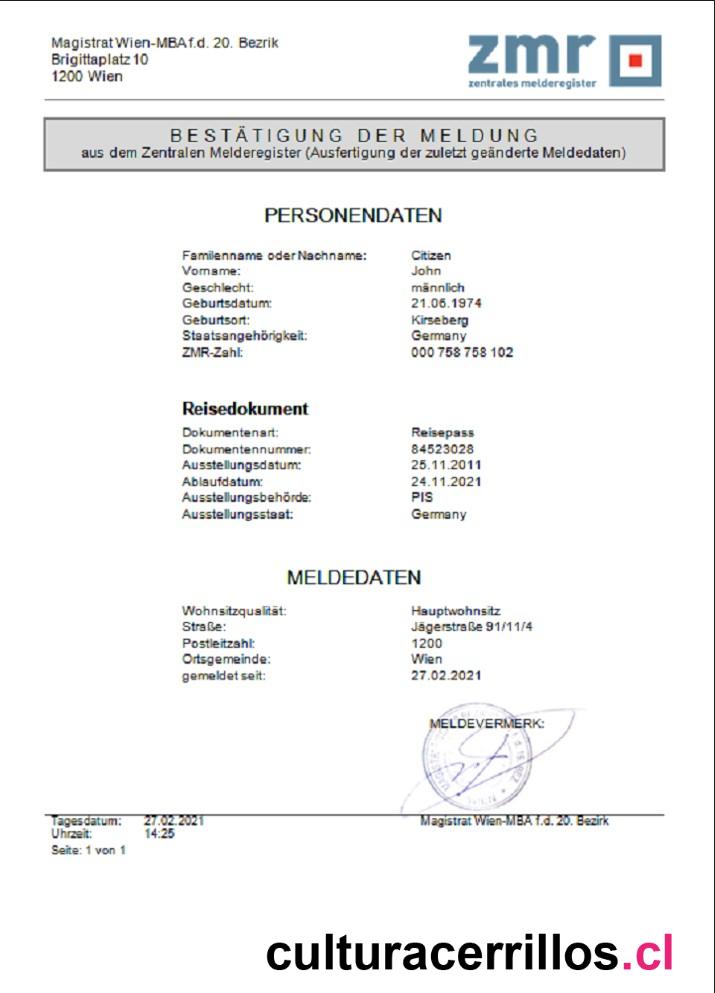 Magistrat Wien-MBA f.d. 20. Bezrik
Brigittaplatz 10
1200 Wien
zmr
zentrales melderegister
BESTÄTIGUNG DER MELDUNG
aus dem Zentralen Melderegister (Ausfertigung der zuletzt geänderte Meldedaten)
PERSONENDATEN
Familenname oder Nachname: Citizen
Vorname: John
Geschlecht: männlich
Geburtsdatum: 21.06.1974
Geburtsort: Kirseberg
Staatsangehörigkeit: Germany
ZMR-Zahl: 000 758 758 102
Reisedokument
Dokumentenart: Reisepass
Dokumentennummer: 84523028
Ausstellungsdatum: 25.11.2011
Ablaufdatum: 24.11.2021
Ausstellungsbehörde: PIS
Ausstellungsstaat: Germany
MELDEDATEN
Wohnsitzqualität: Hauptwohnsitz
Straße: Jägerstraße 91/11/4
Postleitzahl: 1200
Ortsgemeinde: Wien
gemeldet seit: 27.02.2021
MELDEVERMERK:
Tagesdatum: 27.02.2021
Magistrat Wien-MBA f.d. 20. Bezirk
Uhrzeit: 14:25
Seite: 1 von 1
culturacerrillos.cl